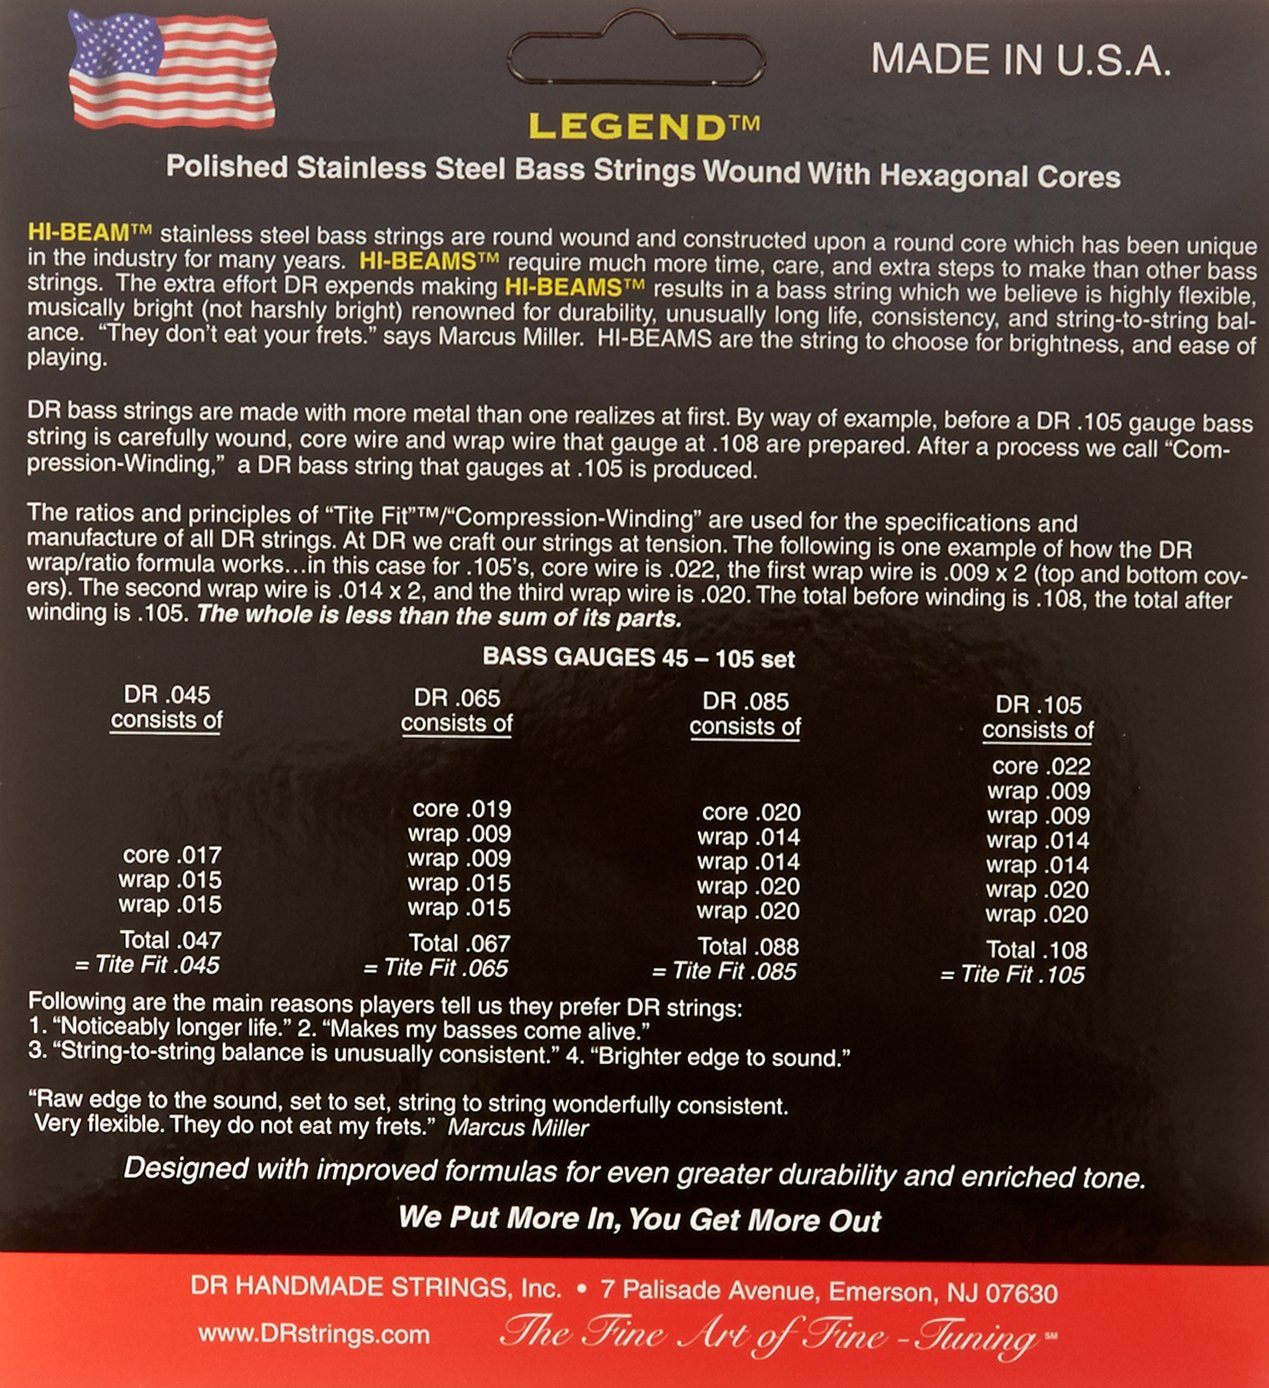 MADE IN U.S.A.
LEGEND™
Polished Stainless Steel Bass Strings Wound With Hexagonal Cores
HI-BEAM™ stainless steel bass strings are round wound and constructed upon a round core which has been unique
in the industry for many years. HI-BEAMS™ require much more time, care, and extra steps to make than other bass
strings. The extra effort DR expends making HI-BEAMS™ results in a bass string which we believe is highly flexible,
musically bright (not harshly bright) renowned for durability, unusually long life, consistency, and string-to-string bal-
ance. “They don’t eat your frets.” says Marcus Miller. HI-BEAMS are the string to choose for brightness, and ease of
playing.
DR bass strings are made with more metal than one realizes at first. By way of example, before a DR .105 gauge bass
string is carefully wound, core wire and wrap wire that gauge at .108 are prepared. After a process we call “Com-
pression-Winding,” a DR bass string that gauges at .105 is produced.
The ratios and principles of “Tite Fit”™/“Compression-Winding” are used for the specifications and
manufacture of all DR strings. At DR we craft our strings at tension. The following is one example of how the DR
wrap/ratio formula works...in this case for .105’s, core wire is .022, the first wrap wire is .009 x 2 (top and bottom cov-
ers). The second wrap wire is .014 x 2, and the third wrap wire is .020. The total before winding is .108, the total after
winding is .105. The whole is less than the sum of its parts.
BASS GAUGES 45 – 105 set
DR .045
consists of
core .017
wrap .015
wrap .015
Total .047
= Tite Fit .045
DR .065
consists of
core .019
wrap .009
wrap .009
wrap .015
wrap .015
Total .067
= Tite Fit .065
DR .085
consists of
core .020
wrap .014
wrap .014
wrap .020
wrap .020
Total .088
= Tite Fit .085
DR .105
consists of
core .022
wrap .009
wrap .009
wrap .014
wrap .014
wrap .020
wrap .020
Total .108
= Tite Fit .105
Following are the main reasons players tell us they prefer DR strings:
1. “Noticeably longer life.” 2. “Makes my basses come alive.”
3. “String-to-string balance is unusually consistent.” 4. “Brighter edge to sound.”
“Raw edge to the sound, set to set, string to string wonderfully consistent.
Very flexible. They do not eat my frets.” Marcus Miller
Designed with improved formulas for even greater durability and enriched tone.
We Put More In, You Get More Out
DR HANDMADE STRINGS, Inc. • 7 Palisade Avenue, Emerson, NJ 07630
www.DRstrings.com The Fine Art of Fine - Tuning ℠